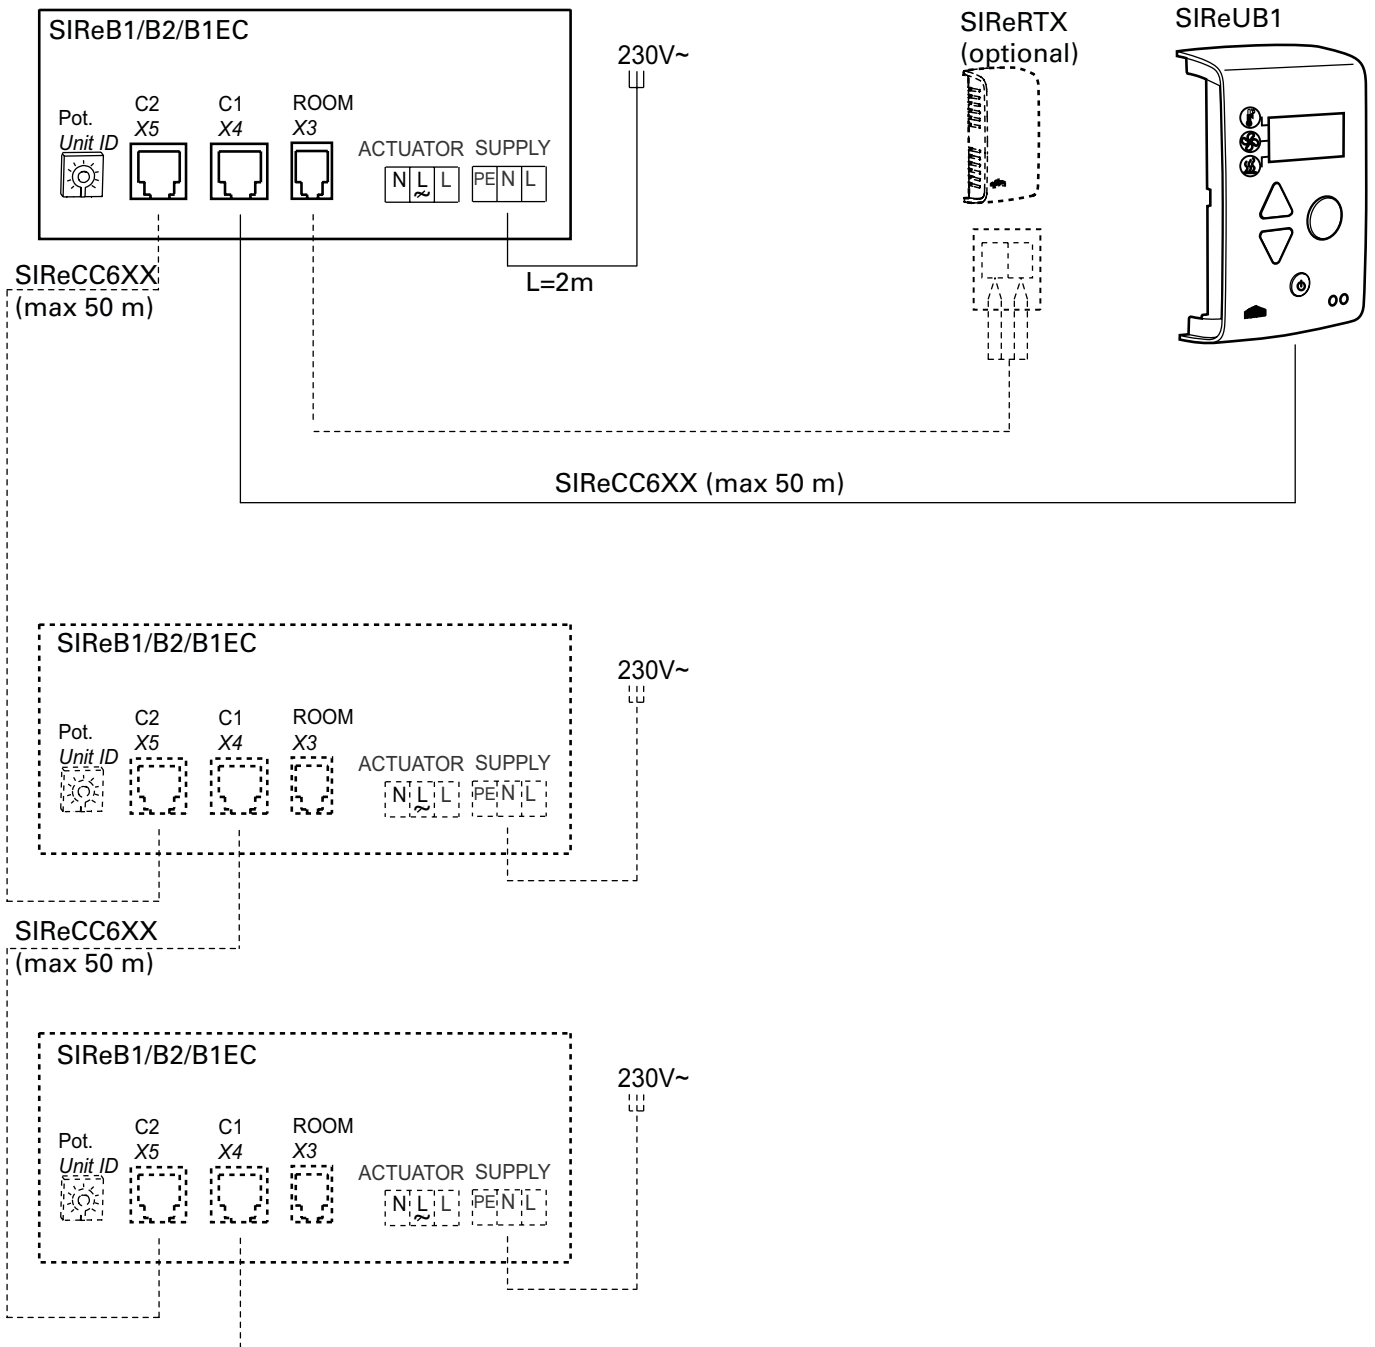 SIReB1/B2/B1EC
230V~
SIReRTX
(optional)
SIReUB1
Pot.
Unit ID
C2
X5
C1
X4
ROOM
X3
ACTUATOR
SUPPLY
N L L
~
PE N L
L=2m
SIReCC6XX
(max 50 m)
SIReCC6XX (max 50 m)
SIReB1/B2/B1EC
230V~
Pot.
Unit ID
C2
X5
C1
X4
ROOM
X3
ACTUATOR
SUPPLY
N L L
~
PE N L
SIReCC6XX
(max 50 m)
SIReB1/B2/B1EC
230V~
Pot.
Unit ID
C2
X5
C1
X4
ROOM
X3
ACTUATOR
SUPPLY
N L L
~
PE N L